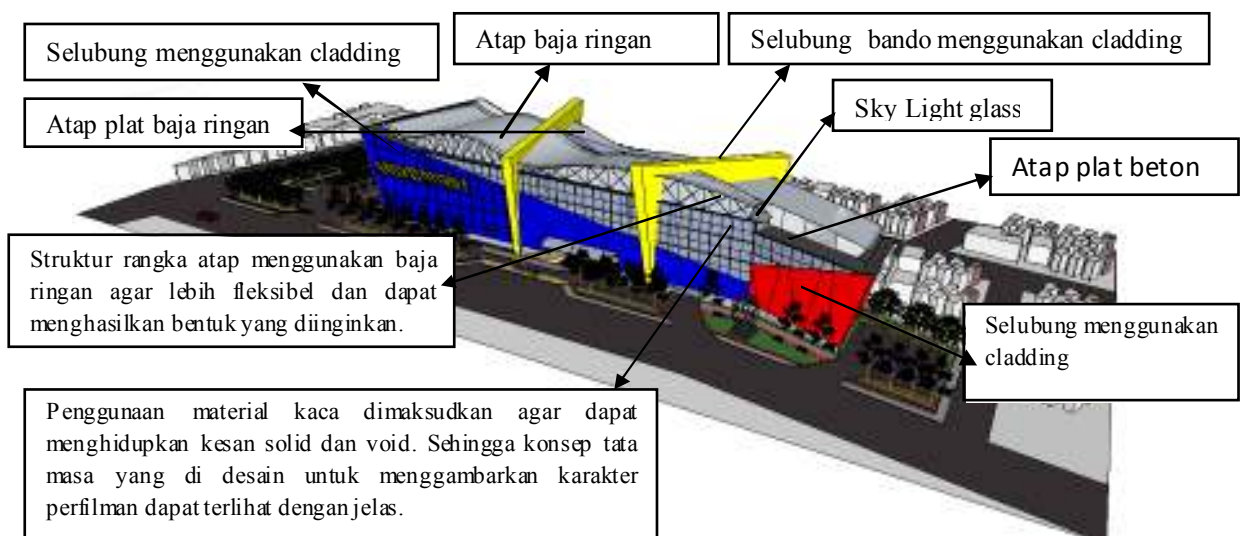 Selubung menggunakan cladding
Atap baja ringan
Selubung bando menggunakan cladding
Atap plat baja ringan
Sky Light glass
Atap plat beton
Struktur rangka atap menggunakan baja
ringan agar lebih fleksibel dan dapat
menghasilkan bentuk yang diinginkan.
Selubung menggunakan
cladding
Penggunaan material kaca dimaksudkan agar dapat
menghidupkan kesan solid dan void. Sehingga konsep tata
masa yang di desain untuk menggambarkan karakter
perfilman dapat terlihat dengan jelas.